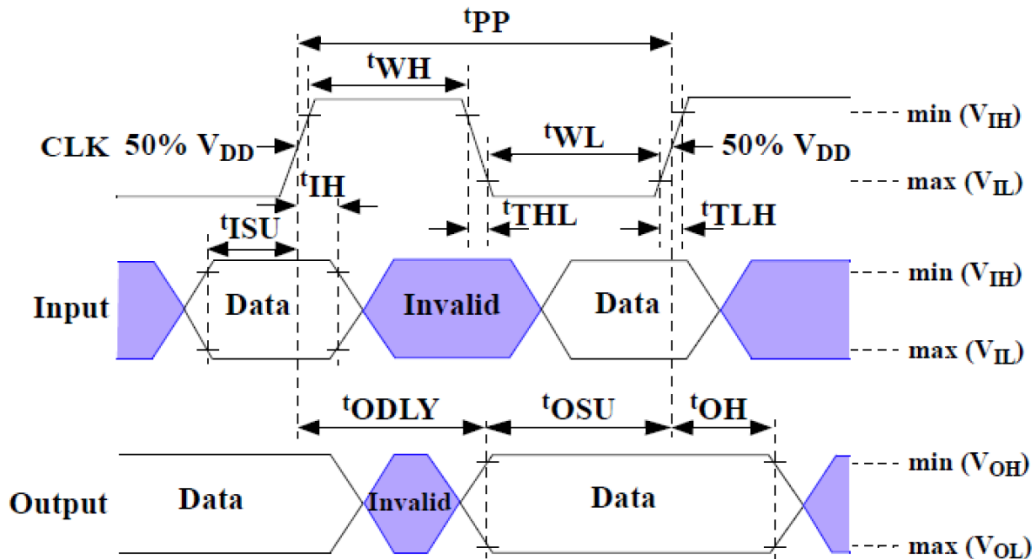 tPP
tWH
min (VIH)
CLK 50% VDD
tWL
50% VDD
tIH
max (VIL)
tISU
tTHL
tTLH
min (VIH)
Input Data Invalid Data
max (VIL)
tODLY tOSU tOH
min (VOH)
Output Data Invalid Data
max (VOL)